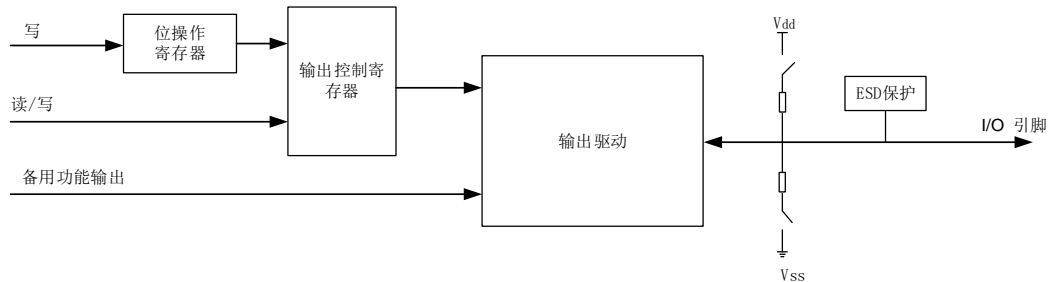 写
位操作
寄存器
读/写
输出控制寄
存器
备用功能输出
输出驱动
Vdd
ESD保护
I/O 引脚
Vss